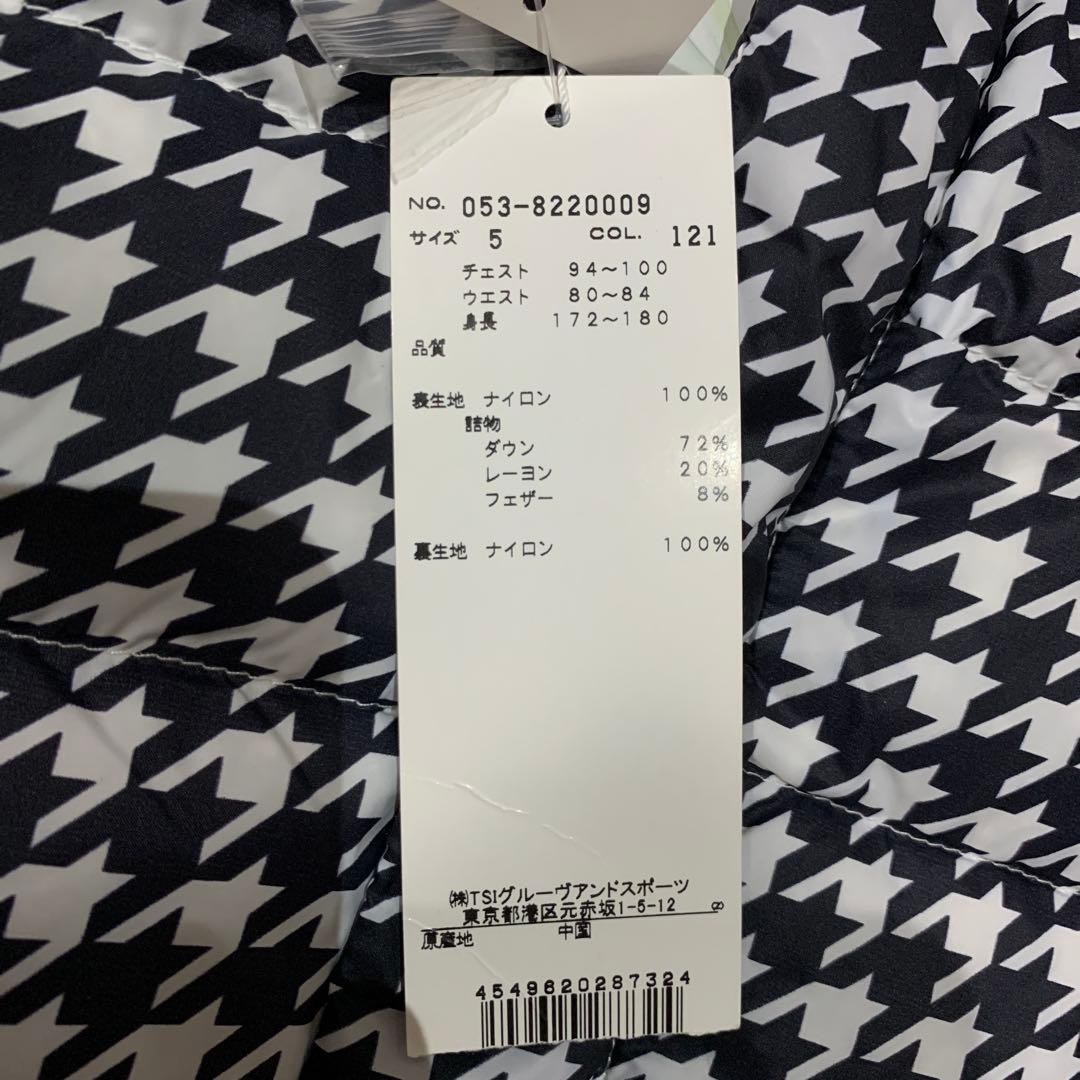 NO. 053-8220009
サイズ 5 COL. 121
チェスト 94～100
ウエスト 80～84
身長 172～180
品質
表生地 ナイロン 100%
詰物
ダウン 72%
レーヨン 20%
フェザー 8%
裏生地 ナイロン 100%
㈱TSIグルーヴアンドスポーツ
東京都港区元赤坂1-5-12
原産地 中国
4549620287324